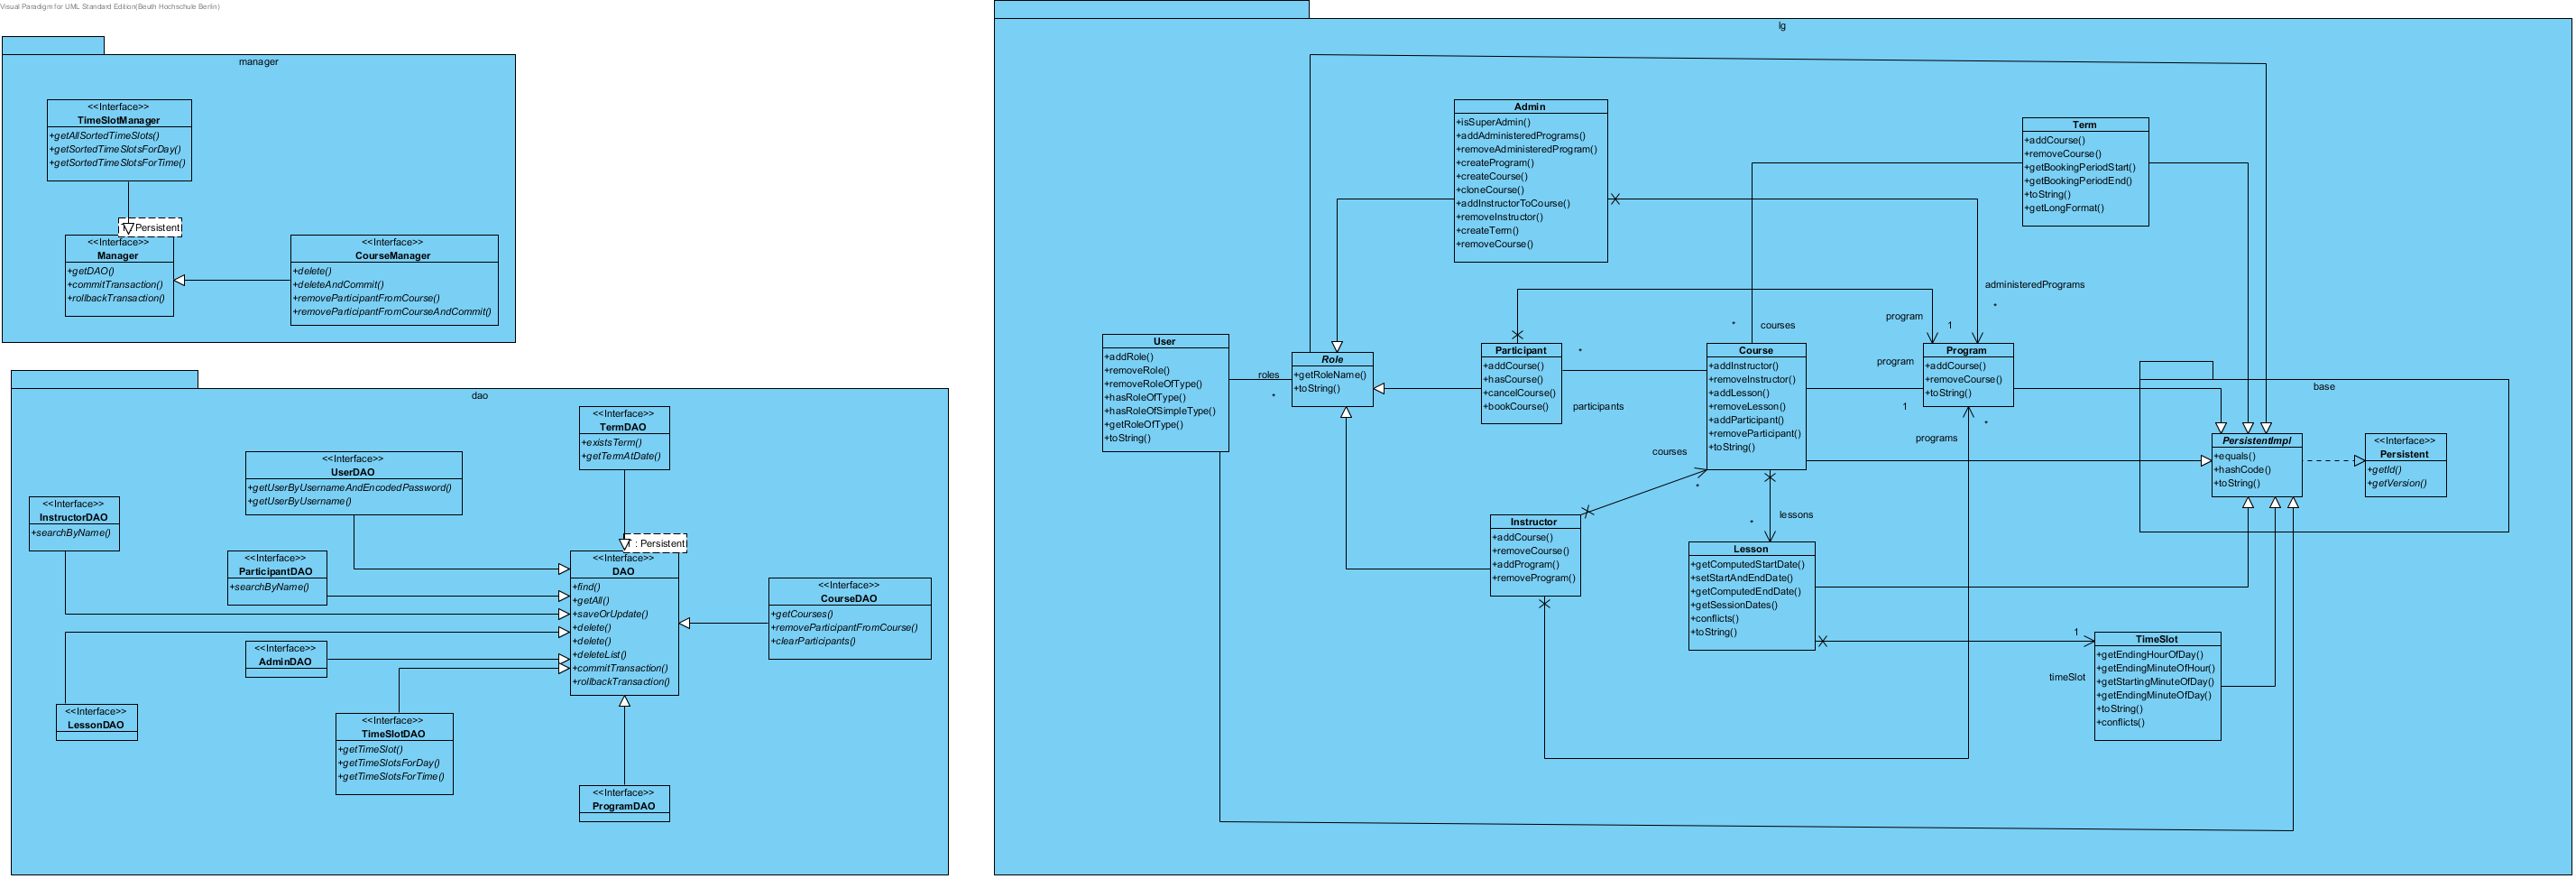 Visual Paradigm for UML Standard Edition(Beuth Hochschule Berlin)
manager
<<Interface>>
TimeSlotManager
+getAllSortedTimeSlots()
+getSortedTimeSlotsForDay()
+getSortedTimeSlotsForTime()
Persistent
<<Interface>>
Manager
+getDAO()
+commitTransaction()
+rollbackTransaction()
<<Interface>>
CourseManager
+delete()
+deleteAndCommit()
+removeParticipantFromCourse()
+removeParticipantFromCourseAndCommit()
dao
<<Interface>>
TermDAO
+existsTerm()
+getTermAtDate()
<<Interface>>
UserDAO
+getUserByUsernameAndEncodedPassword()
+getUserByUsername()
<<Interface>>
InstructorDAO
+searchByName()
<<Interface>>
ParticipantDAO
+searchByName()
: Persistent
<<Interface>>
DAO
+find()
+getAll()
+saveOrUpdate()
+delete()
+delete()
+deleteList()
+commitTransaction()
+rollbackTransaction()
<<Interface>>
CourseDAO
+getCourses()
+removeParticipantFromCourse()
+clearParticipants()
<<Interface>>
AdminDAO
<<Interface>>
LessonDAO
<<Interface>>
TimeSlotDAO
+getTimeSlot()
+getTimeSlotsForDay()
+getTimeSlotsForTime()
<<Interface>>
ProgramDAO
lg
Admin
+isSuperAdmin()
+addAdministeredPrograms()
+removeAdministeredProgram()
+createProgram()
+createCourse()
+cloneCourse()
+addInstructorToCourse()
+removeInstructor()
+createTerm()
+removeCourse()
Term
+addCourse()
+removeCourse()
+getBookingPeriodStart()
+getBookingPeriodEnd()
+toString()
+getLongFormat()
administeredPrograms
*
program
1
* courses
User
+addRole()
+removeRole()
+removeRoleOfType()
+hasRoleOfType()
+hasRoleOfSimpleType()
+getRoleOfType()
+toString()
roles
*
Role
+getRoleName()
+toString()
Participant
+addCourse()
+hasCourse()
+cancelCourse()
+bookCourse()
*
participants
Course
+addInstructor()
+removeInstructor()
+addLesson()
+removeLesson()
+addParticipant()
+removeParticipant()
+toString()
program
1
Program
+addCourse()
+removeCourse()
+toString()
*
programs
base
PersistentImpl
+equals()
+hashCode()
+toString()
<<Interface>>
Persistent
+getId()
+getVersion()
courses
*
Instructor
+addCourse()
+removeCourse()
+addProgram()
+removeProgram()
lessons
*
Lesson
+getComputedStartDate()
+setStartAndEndDate()
+getComputedEndDate()
+getSessionDates()
+conflicts()
+toString()
1
timeSlot
TimeSlot
+getEndingHourOfDay()
+getEndingMinuteOfHour()
+getStartingMinuteOfDay()
+getEndingMinuteOfDay()
+toString()
+conflicts()